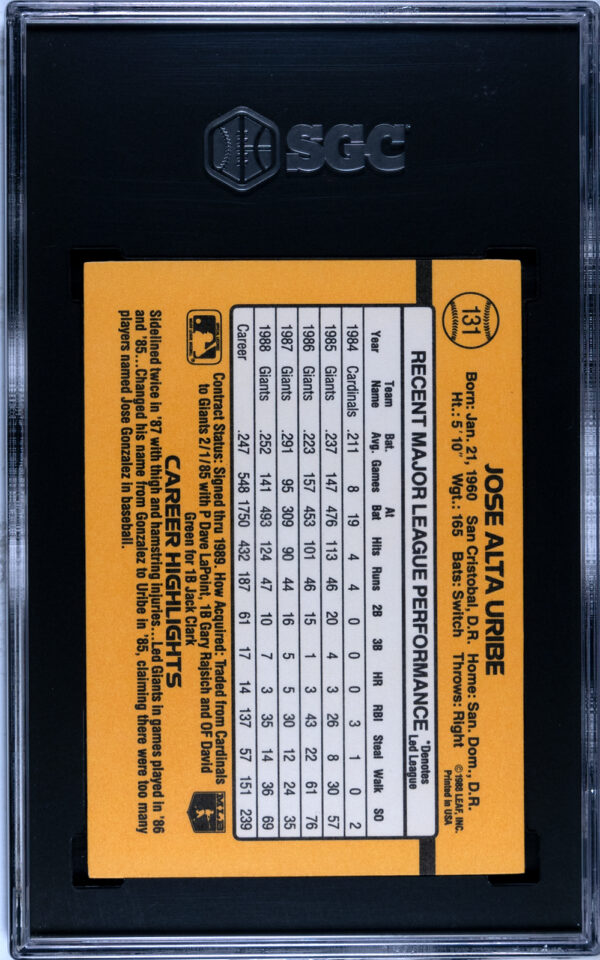 SGC
131
JOSE ALTA URIBE
Born: Jan. 21, 1960 San Cristobal, D.R. Home: San. Dom., D.R.
Ht.: 5'10" Wgt.: 165 Bats: Switch Throws: Right
©1988 LEAF, INC.
Printed in USA
RECENT MAJOR LEAGUE PERFORMANCE
*Denotes
Led League
Year Team Name Bat. Avg. Games At Bat Hits Runs 2B 3B HR RBI Steal Walk SO
1984 Cardinals .211 8 19 4 4 0 0 0 3 1 0 2
1985 Giants .237 147 476 113 46 20 4 3 26 8 30 57
1986 Giants .223 157 453 101 46 15 1 3 43 22 61 76
1987 Giants .291 95 309 90 44 16 5 5 30 12 24 35
1988 Giants .252 141 493 124 47 10 7 3 35 14 36 69
Career .247 548 1750 432 187 61 17 14 137 57 151 239
Contract Status: Signed thru 1989. How Acquired: Traded from Cardinals
to Giants 2/1/85 with P Dave LaPoint, 1B Gary Rajsich and OF David
Green for 1B Jack Clark
MLB
CAREER HIGHLIGHTS
Sidelined twice in '87 with thigh and hamstring injuries...Led Giants in games played in '86
and '85...Changed his name from Gonzalez to Uribe in '85, claiming there were too many
players named Jose Gonzalez in baseball.